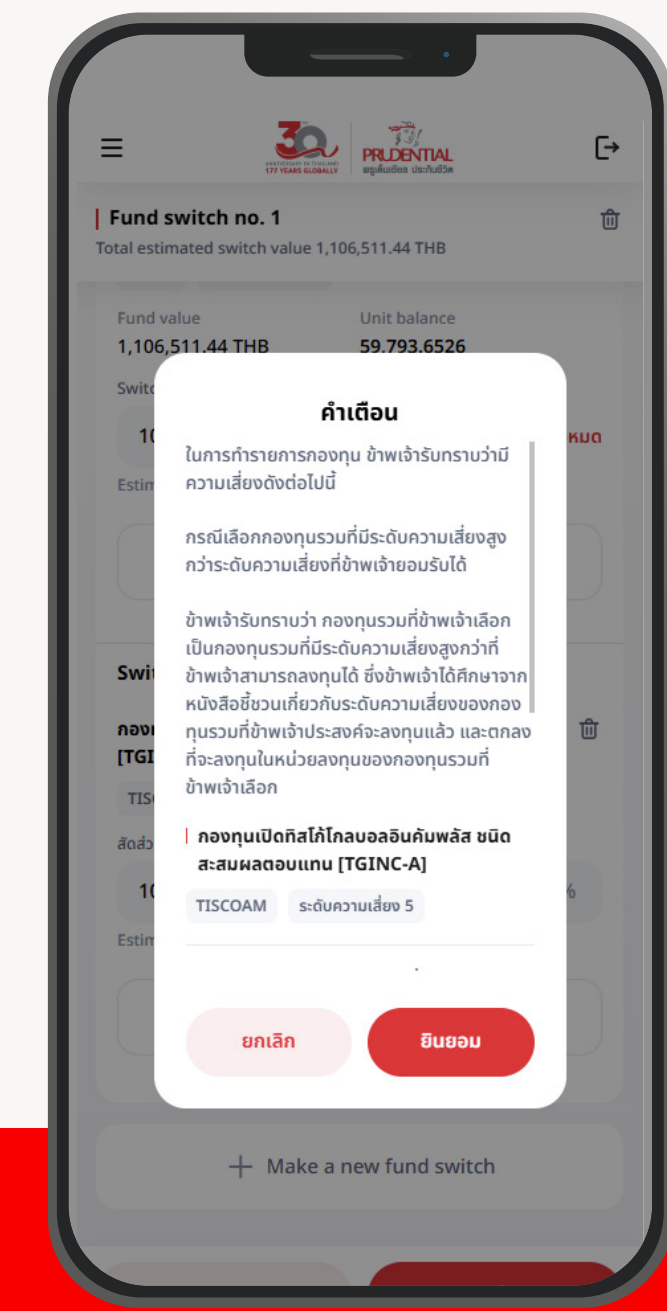 30
ANNIVERSARY IN THAILAND
177 YEARS GLOBALLY
PRUDENTIAL
พรูเด็นเชียล ประกันชีวิต
Fund switch no. 1
Total estimated switch value 1,106,511.44 THB
Fund value Unit balance
1,106,511.44 THB 59,793.6526
คำเตือน
ในการทำรายการกองทุน ข้าพเจ้ารับทราบว่ามี
ความเสี่ยงดังต่อไปนี้
กรณีเลือกกองทุนรวมที่มีระดับความเสี่ยงสูง
กว่าระดับความเสี่ยงที่ข้าพเจ้ายอมรับได้
ข้าพเจ้ารับทราบว่า กองทุนรวมที่ข้าพเจ้าเลือก
เป็นกองทุนรวมที่มีระดับความเสี่ยงสูงกว่าที่
ข้าพเจ้าสามารถลงทุนได้ ซึ่งข้าพเจ้าได้ศึกษาจาก
หนังสือชี้ชวนเกี่ยวกับระดับความเสี่ยงของกอง
ทุนรวมที่ข้าพเจ้าประสงค์จะลงทุนแล้ว และตกลง
ที่จะลงทุนในหน่วยลงทุนของกองทุนรวมที่
ข้าพเจ้าเลือก
กองทุนเปิดทิสโก้โกลบอลอินคัมพลัส ชนิด
สะสมผลตอบแทน [TGINC-A]
TISCOAM ระดับความเสี่ยง 5
ยกเลิก ยินยอม
Make a new fund switch